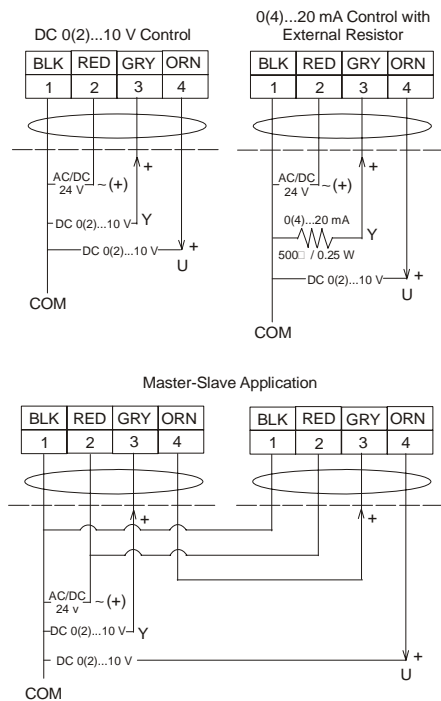 DC 0(2)...10 V Control
BLK RED GRY ORN
1 2 3 4
+
AC/DC
24 V
~(+)
DC 0(2)...10 V Y
DC 0(2)...10 V +
U
COM
0(4)...20 mA Control with
External Resistor
BLK RED GRY ORN
1 2 3 4
+
AC/DC
24 V
~(+)
0(4)...20 mA
Y
500□ / 0.25 W
DC 0(2)...10 V +
U
COM
Master-Slave Application
BLK RED GRY ORN
1 2 3 4
BLK RED GRY ORN
1 2 3 4
+
+
AC/DC
24 v
~(+)
DC 0(2)...10 V Y
DC 0(2)...10 V +
U
COM